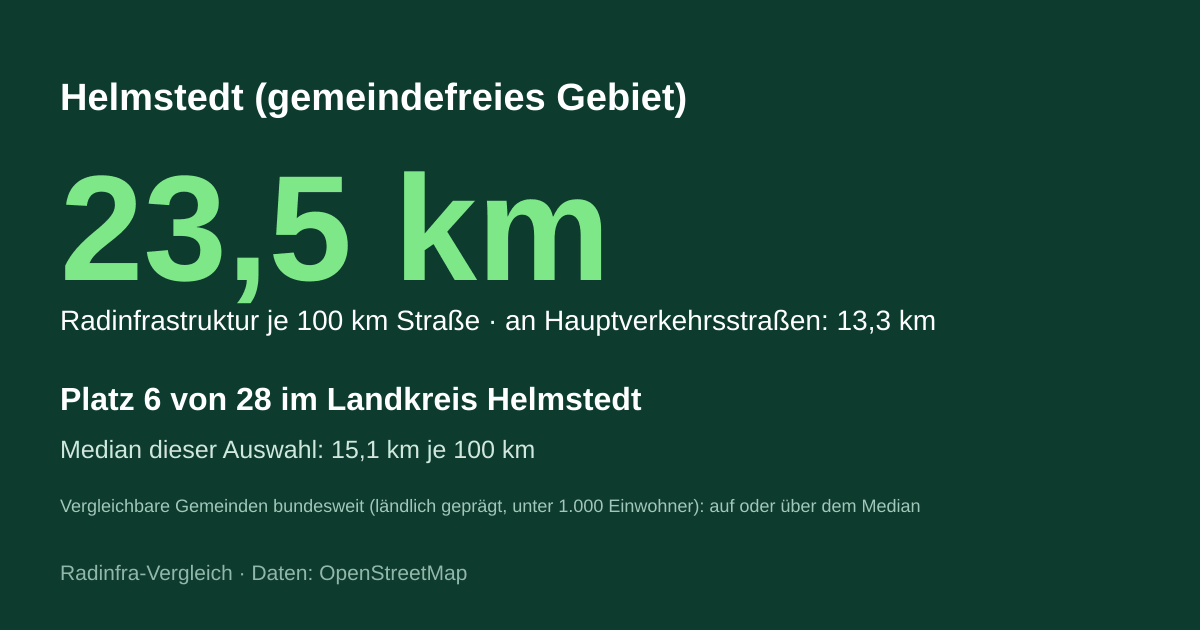 Helmstedt (gemeindefreies Gebiet)
23,5 km
Radinfrastruktur je 100 km Straße · an Hauptverkehrsstraßen: 13,3 km
Platz 6 von 28 im Landkreis Helmstedt
Median dieser Auswahl: 15,1 km je 100 km
Vergleichbare Gemeinden bundesweit (ländlich geprägt, unter 1.000 Einwohner): auf oder über dem Median
Radinfra-Vergleich · Daten: OpenStreetMap